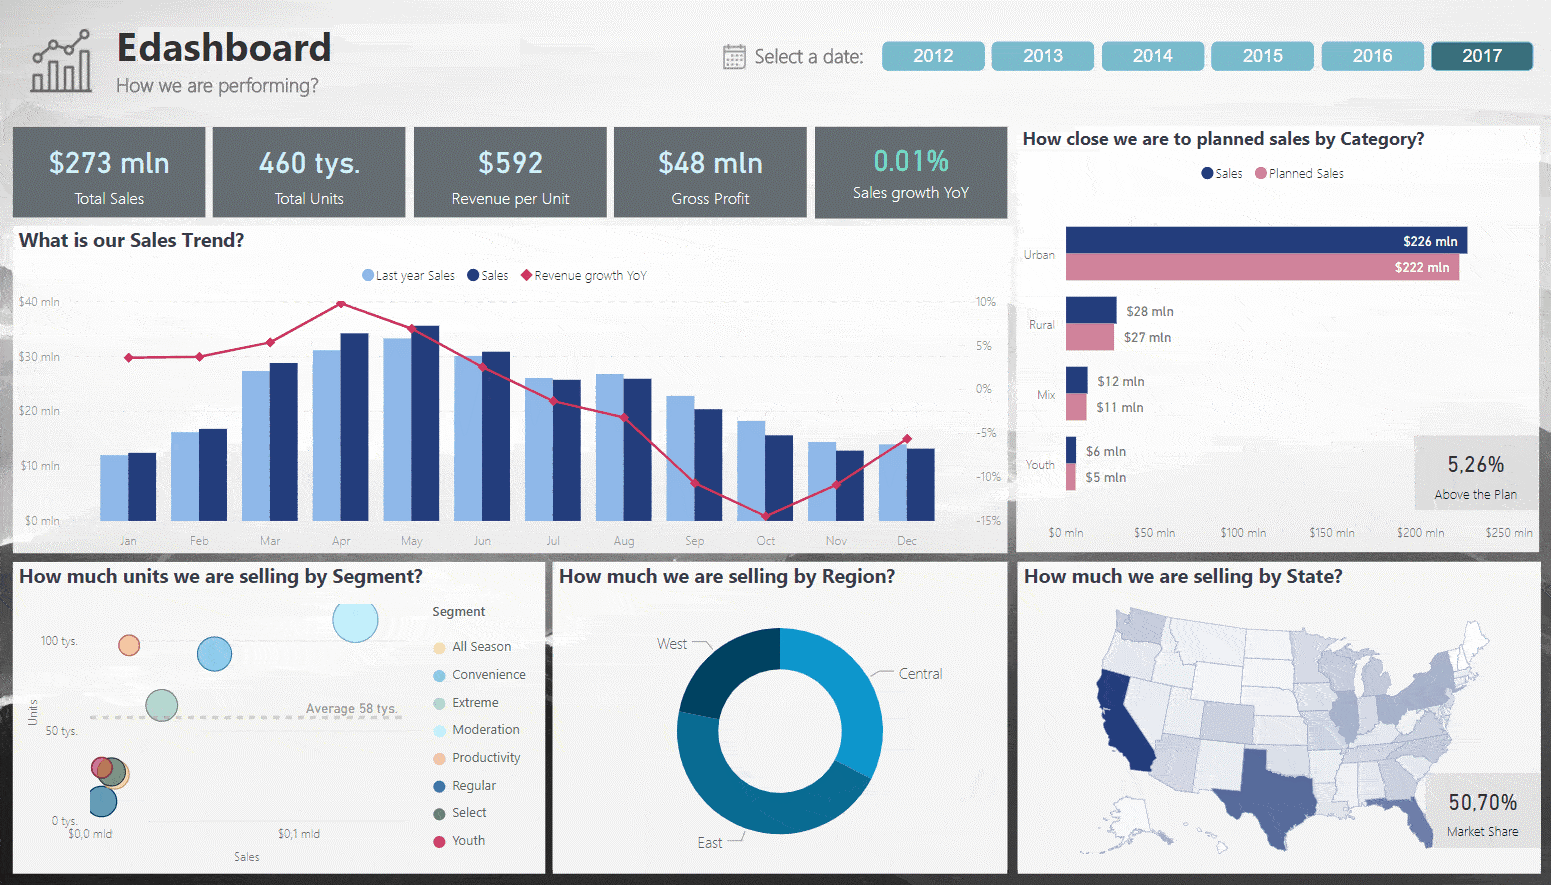 Edashboard
How we are performing?
Select a date:
2012
2013
2014
2015
2016
2017
$273 mln
Total Sales
460 tys.
Total Units
$592
Revenue per Unit
$48 mln
Gross Profit
0.01%
Sales growth YoY
What is our Sales Trend?
Last year Sales
Sales
Revenue growth YoY
$40 mln
$30 mln
$20 mln
$10 mln
$0 mln
10%
5%
0%
-5%
-10%
-15%
Jan
Feb
Mar
Apr
May
Jun
Jul
Aug
Sep
Oct
Nov
Dec
How close we are to planned sales by Category?
Sales
Planned Sales
Urban
$226 mln
$222 mln
Rural
$28 mln
$27 mln
Mix
$12 mln
$11 mln
Youth
$6 mln
$5 mln
5,26%
Above the Plan
$0 mln
$50 mln
$100 mln
$150 mln
$200 mln
$250 mln
How much units we are selling by Segment?
Units
100 tys.
50 tys.
0 tys.
Average 58 tys.
$0,0 mld
$0,1 mld
Sales
Segment
All Season
Convenience
Extreme
Moderation
Productivity
Regular
Select
Youth
How much we are selling by Region?
West
Central
East
How much we are selling by State?
50,70%
Market Share